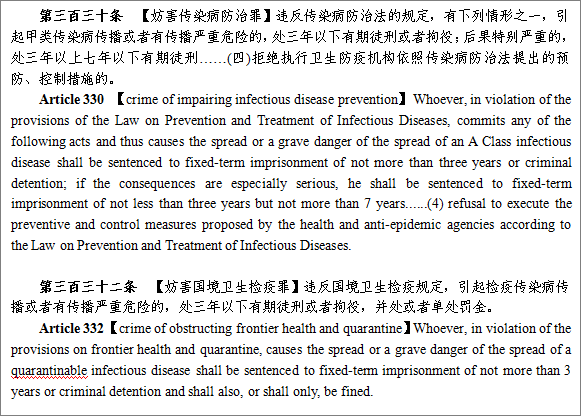 第三百三十条　【妨害传染病防治罪】违反传染病防治法的规定，有下列情形之一，引
起甲类传染病传播或者有传播严重危险的，处三年以下有期徒刑或者拘役；后果特别严重的，
处三年以上七年以下有期徒刑……(四)拒绝执行卫生防疫机构依照传染病防治法提出的预
防、控制措施的。
Article 330 【crime of impairing infectious disease prevention】 Whoever, in violation of the
provisions of the Law on Prevention and Treatment of Infectious Diseases, commits any of the
following acts and thus causes the spread or a grave danger of the spread of an A Class infectious
disease shall be sentenced to fixed-term imprisonment of not more than three years or criminal
detention; if the consequences are especially serious, he shall be sentenced to fixed-term
imprisonment of not less than three years but not more than 7 years......(4) refusal to execute the
preventive and control measures proposed by the health and anti-epidemic agencies according to
the Law on Prevention and Treatment of Infectious Diseases.
第三百三十二条　【妨害国境卫生检疫罪】违反国境卫生检疫规定，引起检疫传染病传
播或者有传播严重危险的，处三年以下有期徒刑或者拘役，并处或者单处罚金。
Article 332【crime of obstructing frontier health and quarantine】Whoever, in violation of the
provisions on frontier health and quarantine, causes the spread or a grave danger of the spread of a
quarantinable infectious disease shall be sentenced to fixed-term imprisonment of not more than 3
years or criminal detention and shall also, or shall only, be fined.